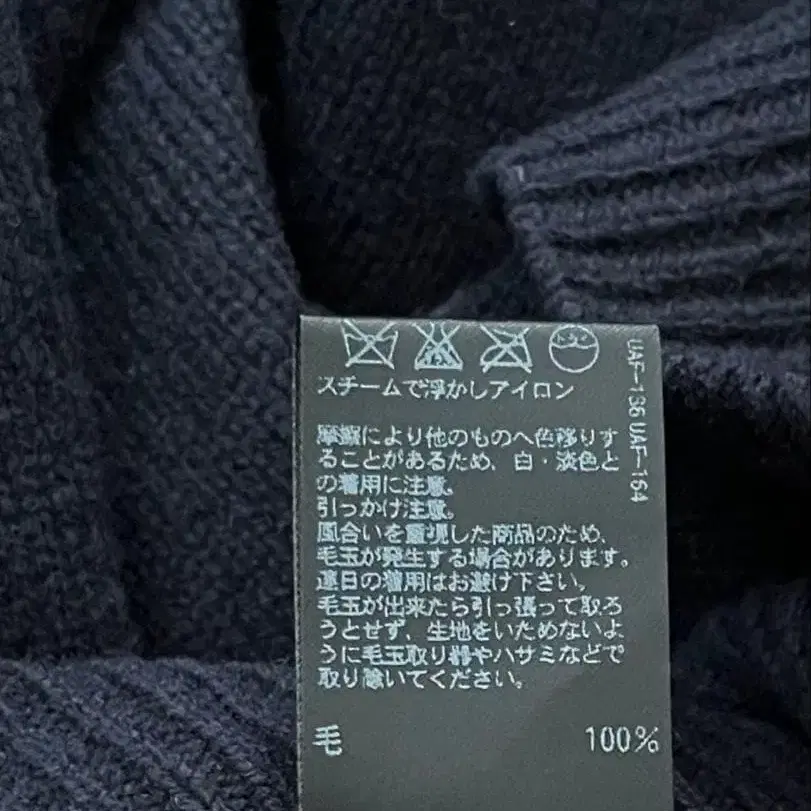 スチームで浮かしアイロン
摩擦により他のものへ色移りす
ることがあるため、白・淡色と
の着用に注意。
引っかけ注意。
風合いを重視した商品のため、
毛玉が発生する場合があります。
連日の着用はお避け下さい。
毛玉が出来たら引っ張って取ろ
うとせず、生地をいためないよ
うに毛玉取り器やハサミなどで
取り除いてください。
毛 100%
UAF-136 UAF-164